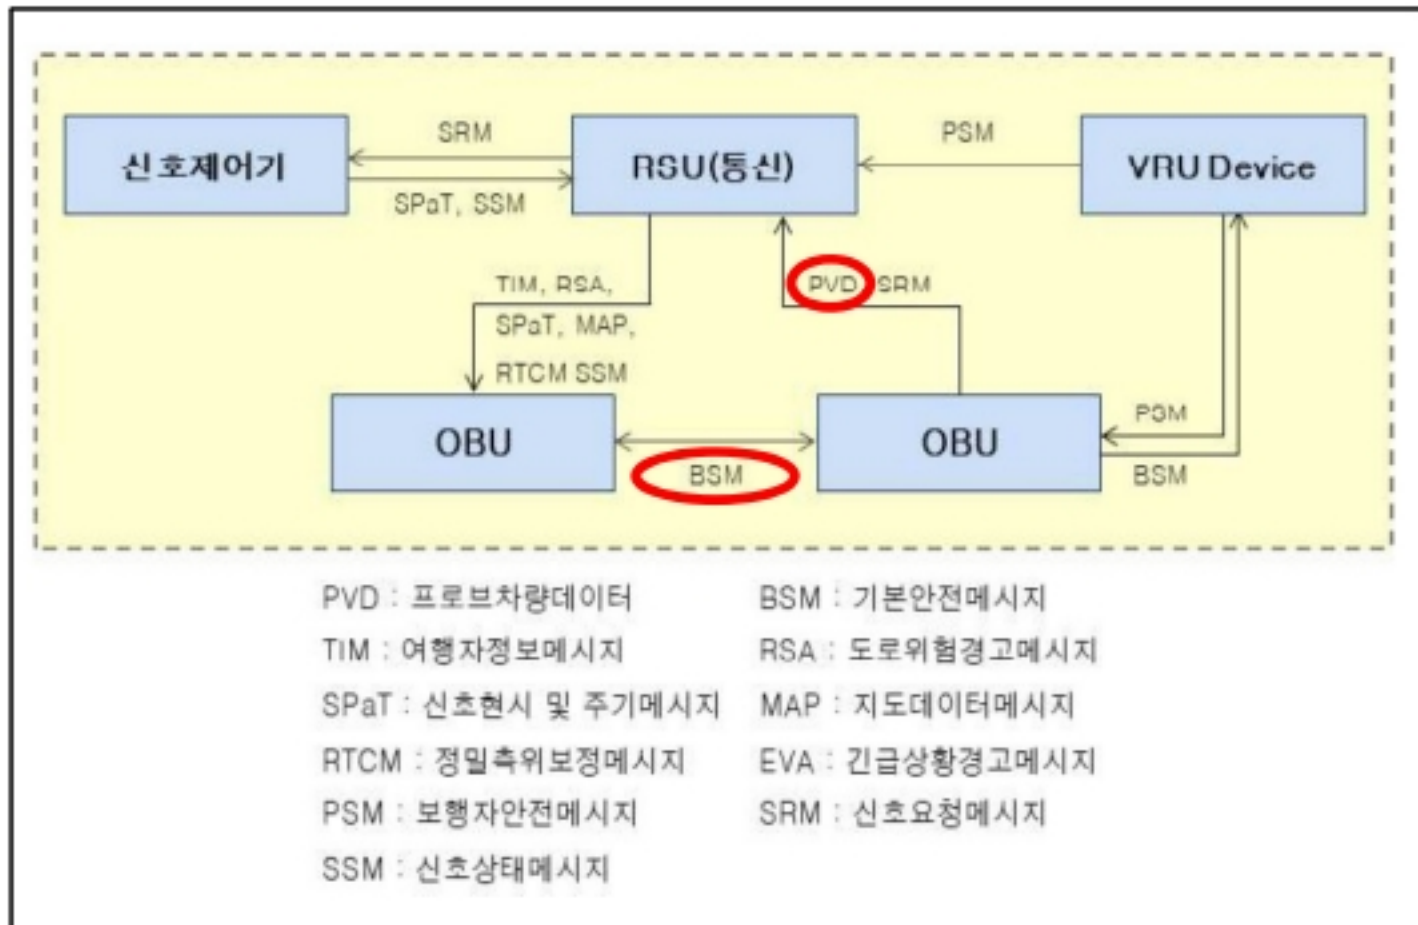 SRM
PSM
신호제어기
RSU(통신)
VRU Device
SPaT, SSM
TIM, RSA,
PVD, SRM
SPaT, MAP,
RTCM SSM
OBU
OBU
PSM
BSM
BSM
PVD : 프로브차량데이터
BSM : 기본안전메시지
TIM : 여행자정보메시지
RSA : 도로위험경고메시지
SPaT : 신호현시 및 주기메시지
MAP : 지도데이터메시지
RTCM : 정밀측위보정메시지
EVA : 긴급상황경고메시지
PSM : 보행자안전메시지
SRM : 신호요청메시지
SSM : 신호상태메시지